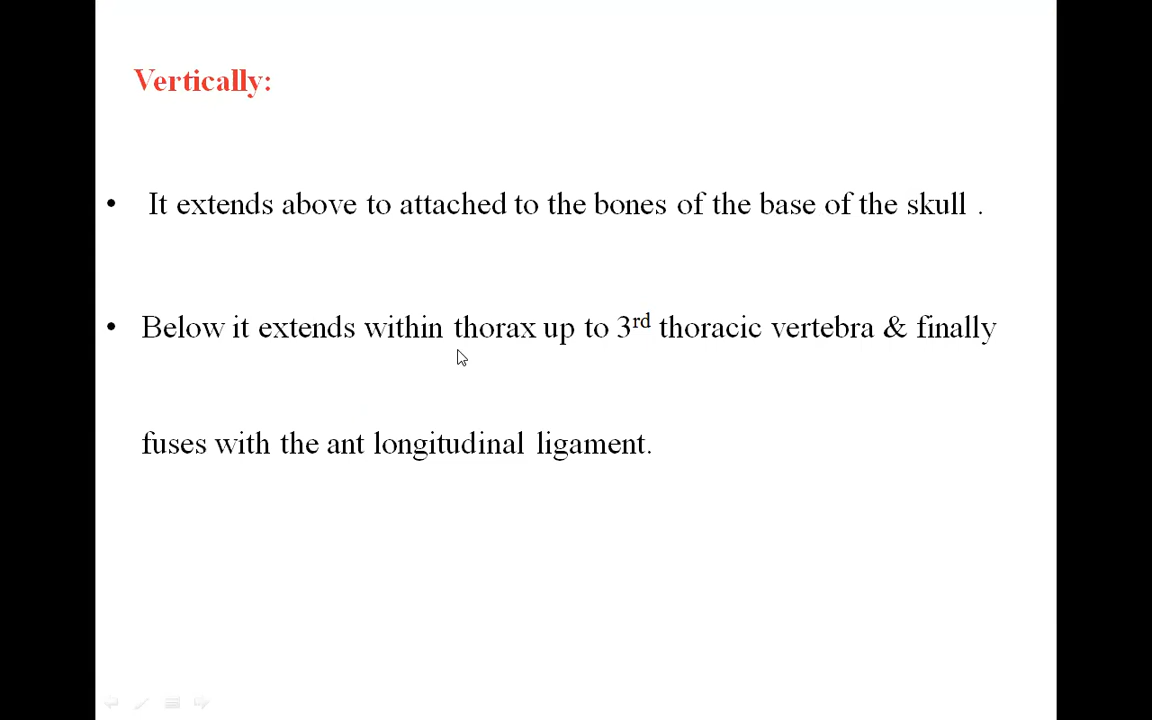 Vertically:
• It extends above to attached to the bones of the base of the skull .
• Below it extends within thorax up to 3rd thoracic vertebra & finally
fuses with the ant longitudinal ligament.